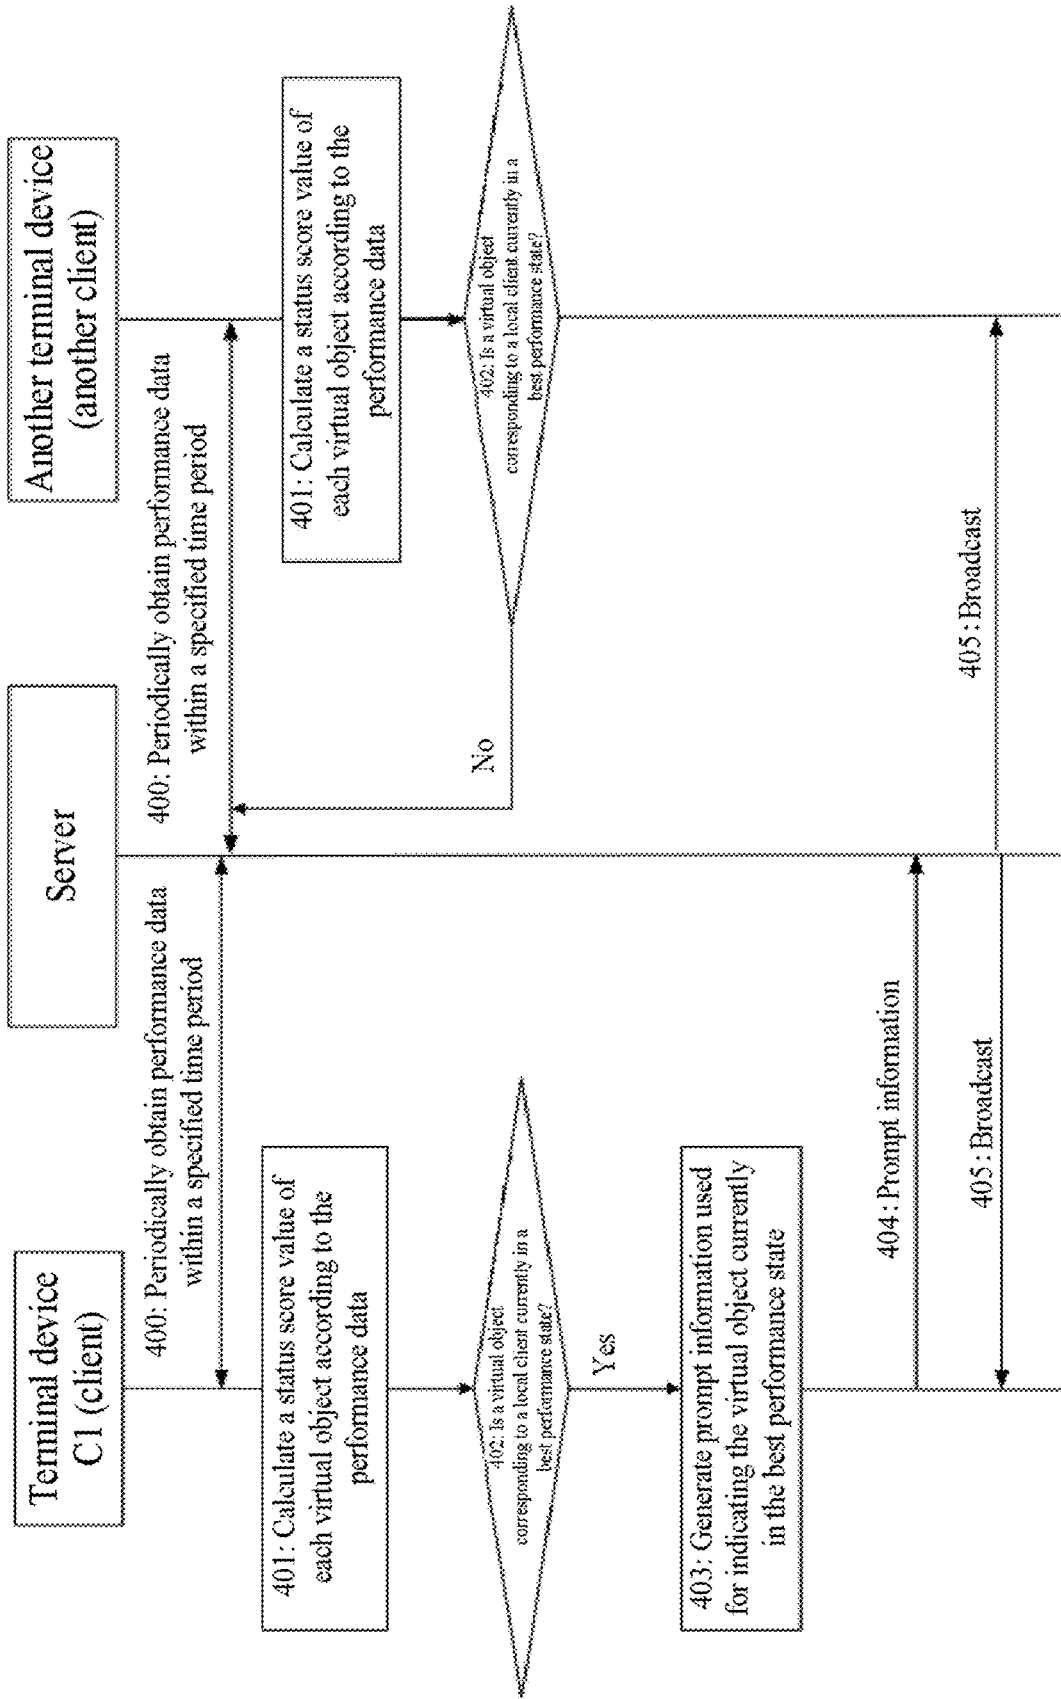 Terminal device
C1 (client)
Server
Another terminal device
(another client)
400: Periodically obtain performance data
within a specified time period
400: Periodically obtain performance data
within a specified time period
401: Calculate a status score value of
each virtual object according to the
performance data
401: Calculate a status score value of
each virtual object according to the
performance data
402: Is a virtual object
corresponding to a local client currently in a
best performance state?
402: Is a virtual object
corresponding to a local client currently in a
best performance state?
Yes
No
403: Generate prompt information used
for indicating the virtual object currently
in the best performance state
404: Prompt information
405: Broadcast
405: Broadcast